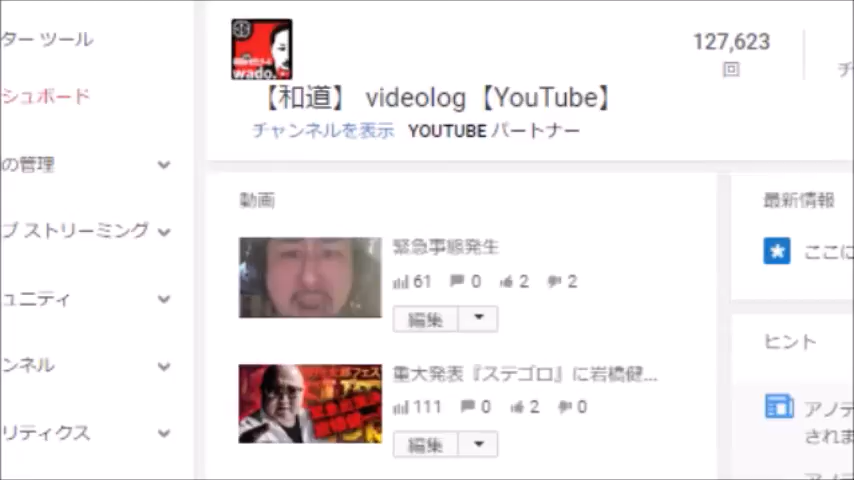 ター ツール
シュボード
の管理
ブ ストリーミング
ュニティ
ンネル
リティクス
wado.
127,623
回
【和道】 videolog【YouTube】
チャンネルを表示 YOUTUBE パートナー
動画
緊急事態発生
61 0 2 2
編集
重大発表『ステゴロ』に岩橋健...
111 0 2 0
編集
最新情報
ここに
ヒント
アノテ
されま